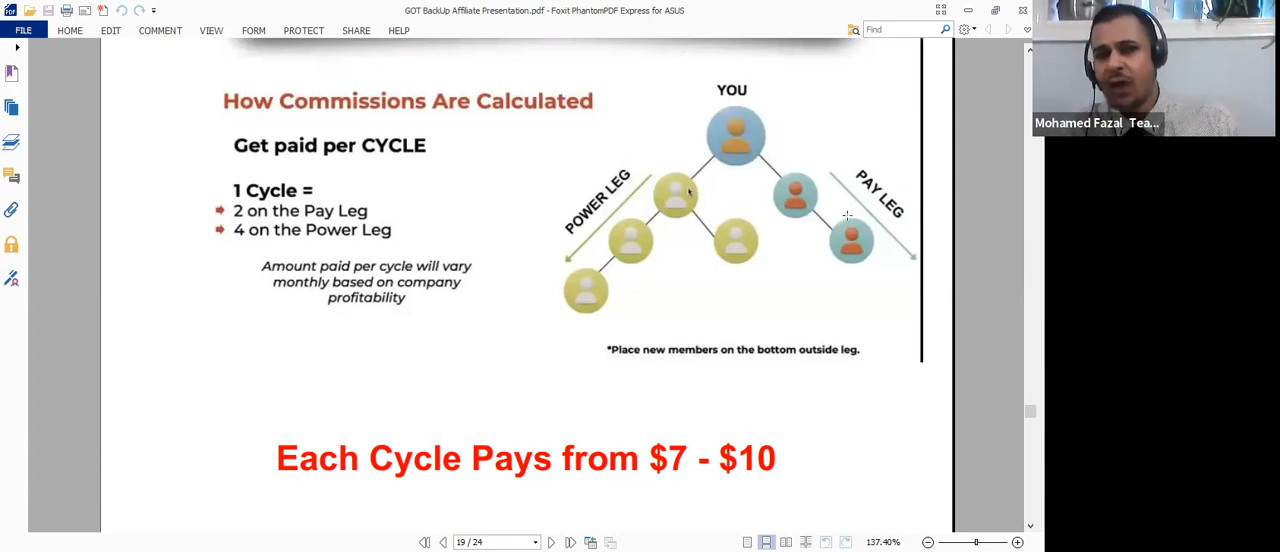 GOT BackUp Affiliate Presentation.pdf - Foxit PhantomPDF Express for ASUS
FILE HOME EDIT COMMENT VIEW FORM PROTECT SHARE HELP
Find
Mohamed Fazal Tea...
How Commissions Are Calculated
YOU
Get paid per CYCLE
1 Cycle =
2 on the Pay Leg
4 on the Power Leg
Amount paid per cycle will vary
monthly based on company
profitability
POWER LEG
PAY LEG
*Place new members on the bottom outside leg.
Each Cycle Pays from $7 - $10
19 / 24
137.40%